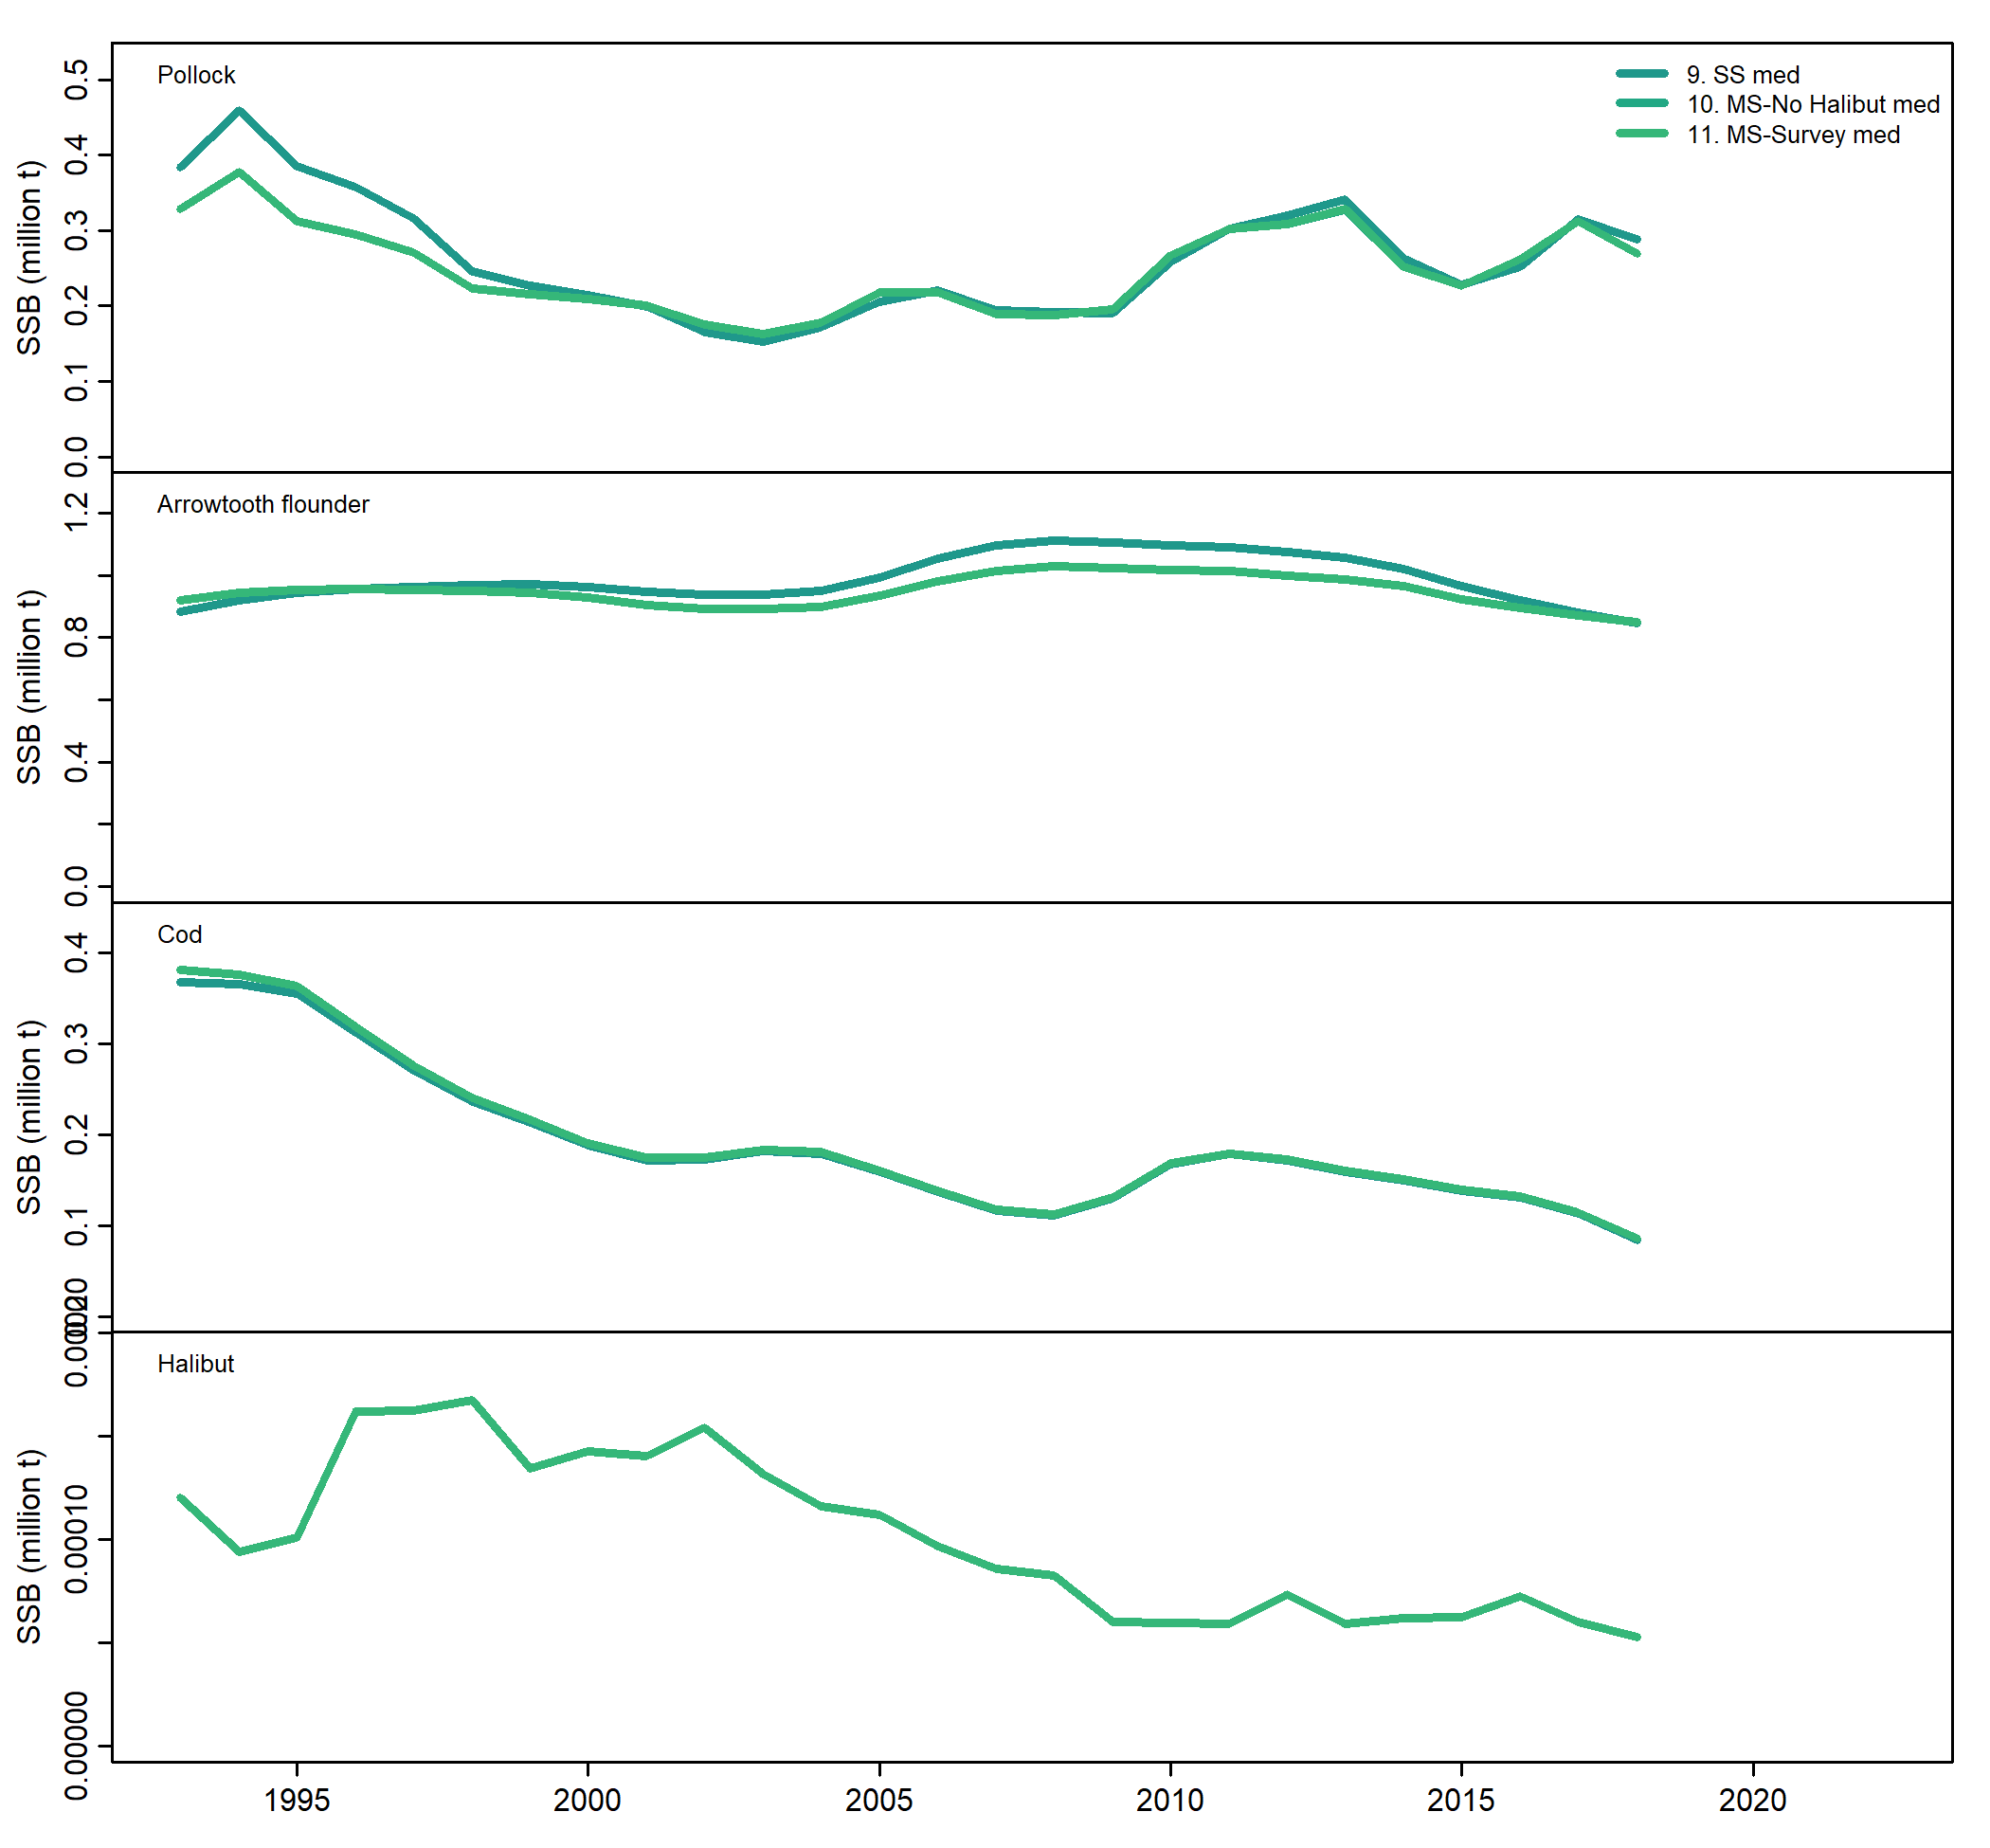 Pollock
9. SS med
10. MS-No Halibut med
11. MS-Survey med
SSB (million t)
0.5
0.4
0.3
0.2
0.1
0.0
Arrowtooth flounder
SSB (million t)
1.2
0.8
0.4
0.0
Cod
SSB (million t)
0.4
0.3
0.2
0.1
Halibut
SSB (million t)
0.00010
0.00000
1995
2000
2005
2010
2015
2020